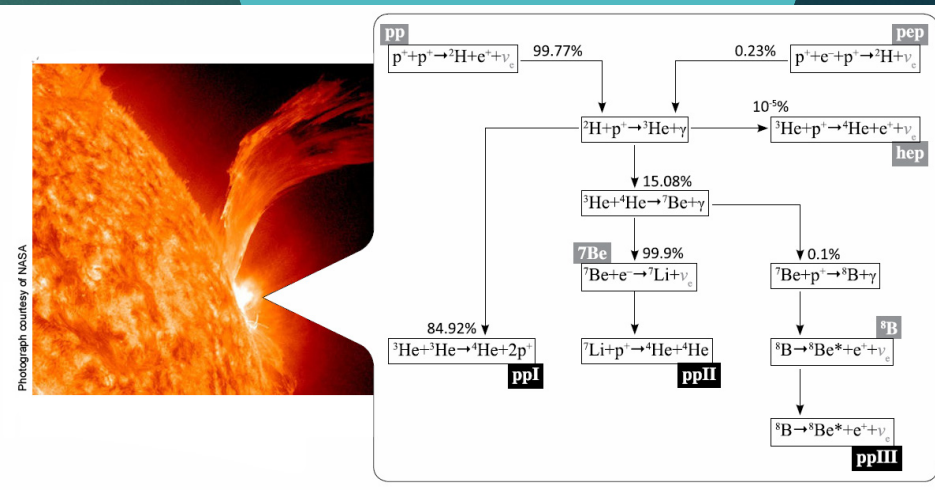 pp
pep
p⁺+p⁺→²H+e⁺+νₑ
99.77%
0.23%
p⁺+e⁻+p⁺→²H+νₑ
²H+p⁺→³He+γ
10⁻⁵%
³He+p⁺→⁴He+e⁺+νₑ
hep
15.08%
³He+⁴He→⁷Be+γ
7Be
99.9%
0.1%
⁷Be+e⁻→⁷Li+νₑ
⁷Be+p⁺→⁸B+γ
84.92%
⁸B
³He+³He→⁴He+2p⁺
⁷Li+p⁺→⁴He+⁴He
⁸B→⁸Be*+e⁺+νₑ
ppI
ppII
⁸B→⁸Be*+e⁺+νₑ
ppIII
Photograph courtesy of NASA